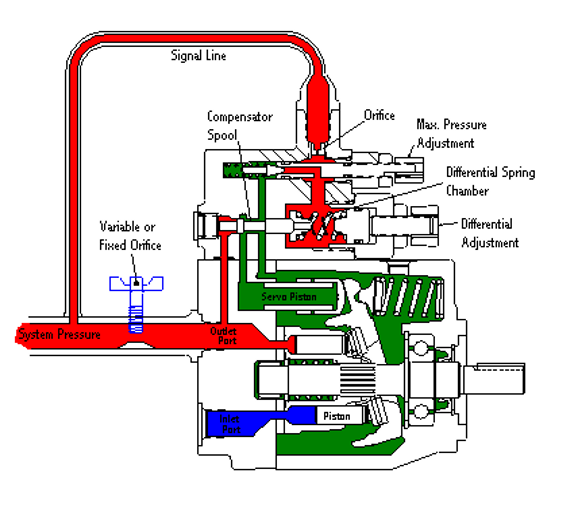 Signal Line
Compensator
Spool
Orifice
Max. Pressure
Adjustment
Differential Spring
Chamber
Variable or
Fixed Orifice
Differential
Adjustment
Servo Piston
System Pressure
Outlet
Port
Inlet
Port
Piston